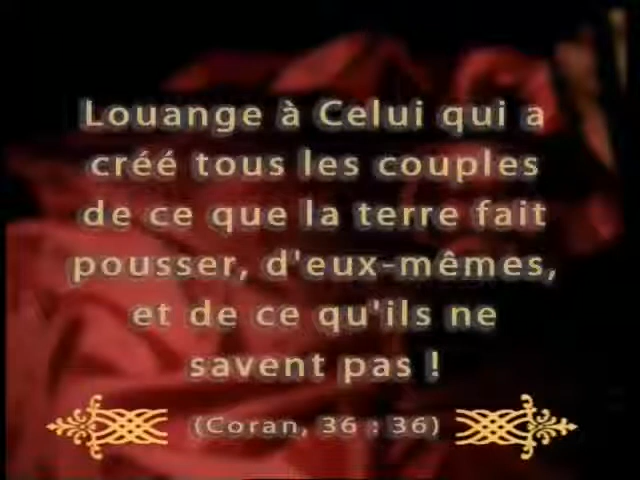 Louange à Celui qui a
créé tous les couples
de ce que la terre fait
pousser, d'eux-mêmes,
et de ce qu'ils ne
savent pas !
(Coran, 36 : 36)